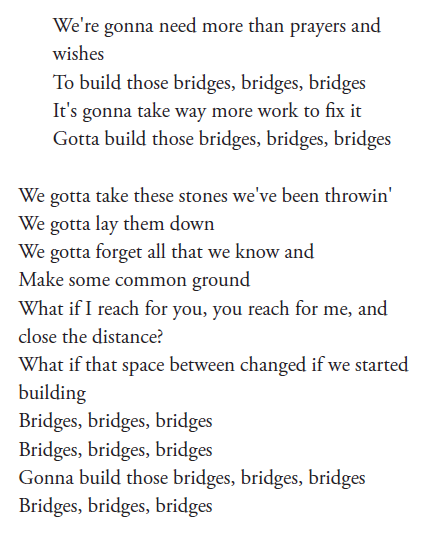 We're gonna need more than prayers and
wishes
To build those bridges, bridges, bridges
It's gonna take way more work to fix it
Gotta build those bridges, bridges, bridges
We gotta take these stones we've been throwin'
We gotta lay them down
We gotta forget all that we know and
Make some common ground
What if I reach for you, you reach for me, and
close the distance?
What if that space between changed if we started
building
Bridges, bridges, bridges
Bridges, bridges, bridges
Gonna build those bridges, bridges, bridges
Bridges, bridges, bridges